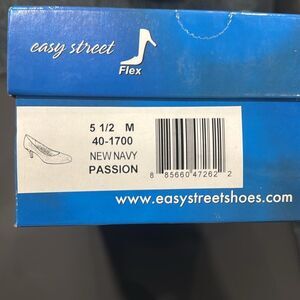 easy street
Flex
5 1/2 M
40-1700
NEW NAVY
PASSION
8 85660 47262 2
www.easystreetshoes.com